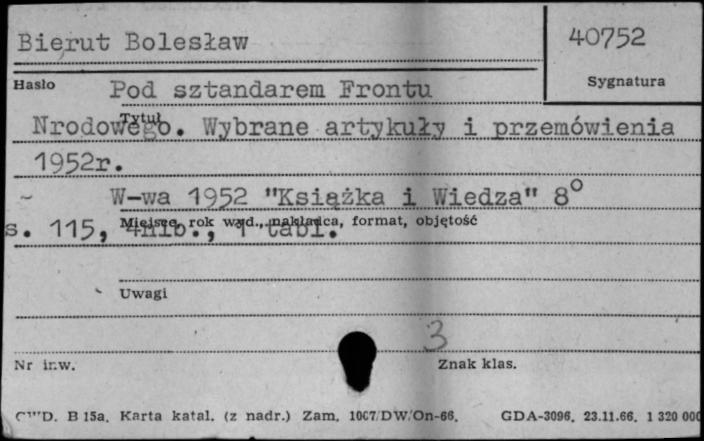 Bierut Bolesław
40752
Hasło
Sygnatura
Pod sztandarem Frontu
Tytuł
Nrodowego. Wybrane artykuły i przemówienia
1952r.
W-wa 1952 "Książka i Wiedza" 8°
Miejsce, rok wyd., nakładca, format, objętość
s. 115, 4nlb., 1 tabl.
Uwagi
3
Nr inw.
Znak klas.
CWD. B 15a. Karta katal. (z nadr.) Zam. 1067/DW/On-66. GDA-3096. 23.11.66. 1 320 000